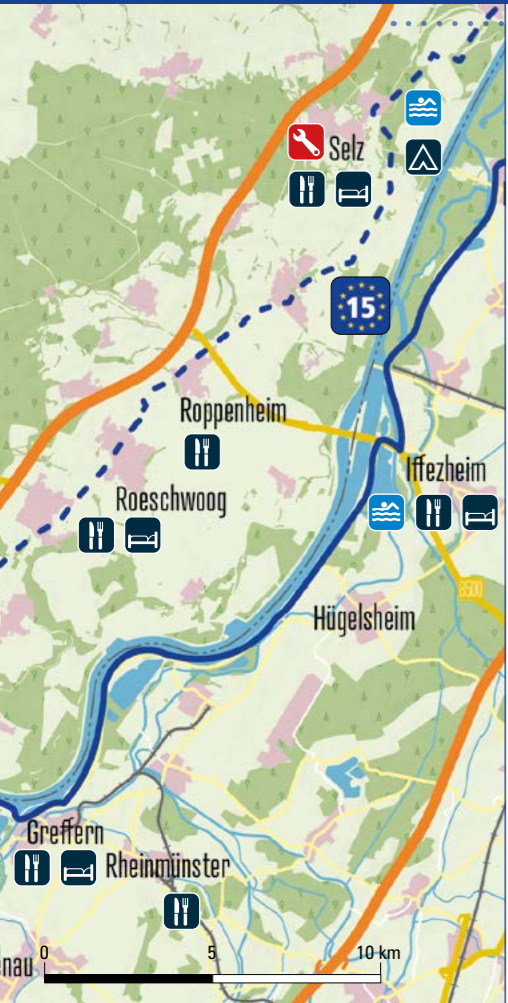 Selz
15
Roppenheim
Iffezheim
Roeschwoog
B500
Hügelsheim
Greffern
Rheinmünster
nau
0 5 10 km